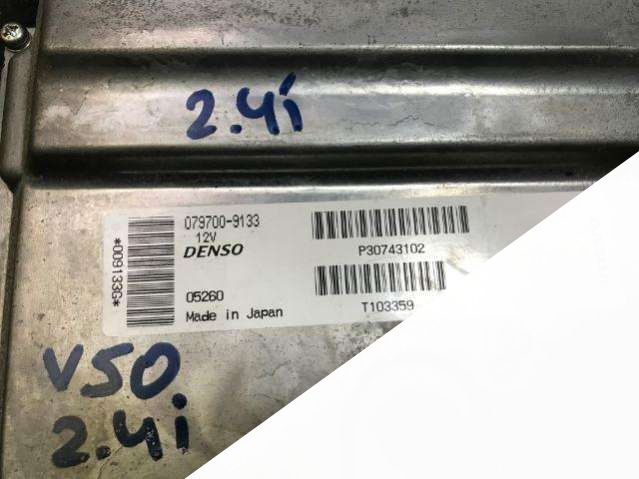 2.4i
079700-9133
12V
DENSO
05260
Made in Japan
*009133G*
P30743102
T103359
V50
2.4i